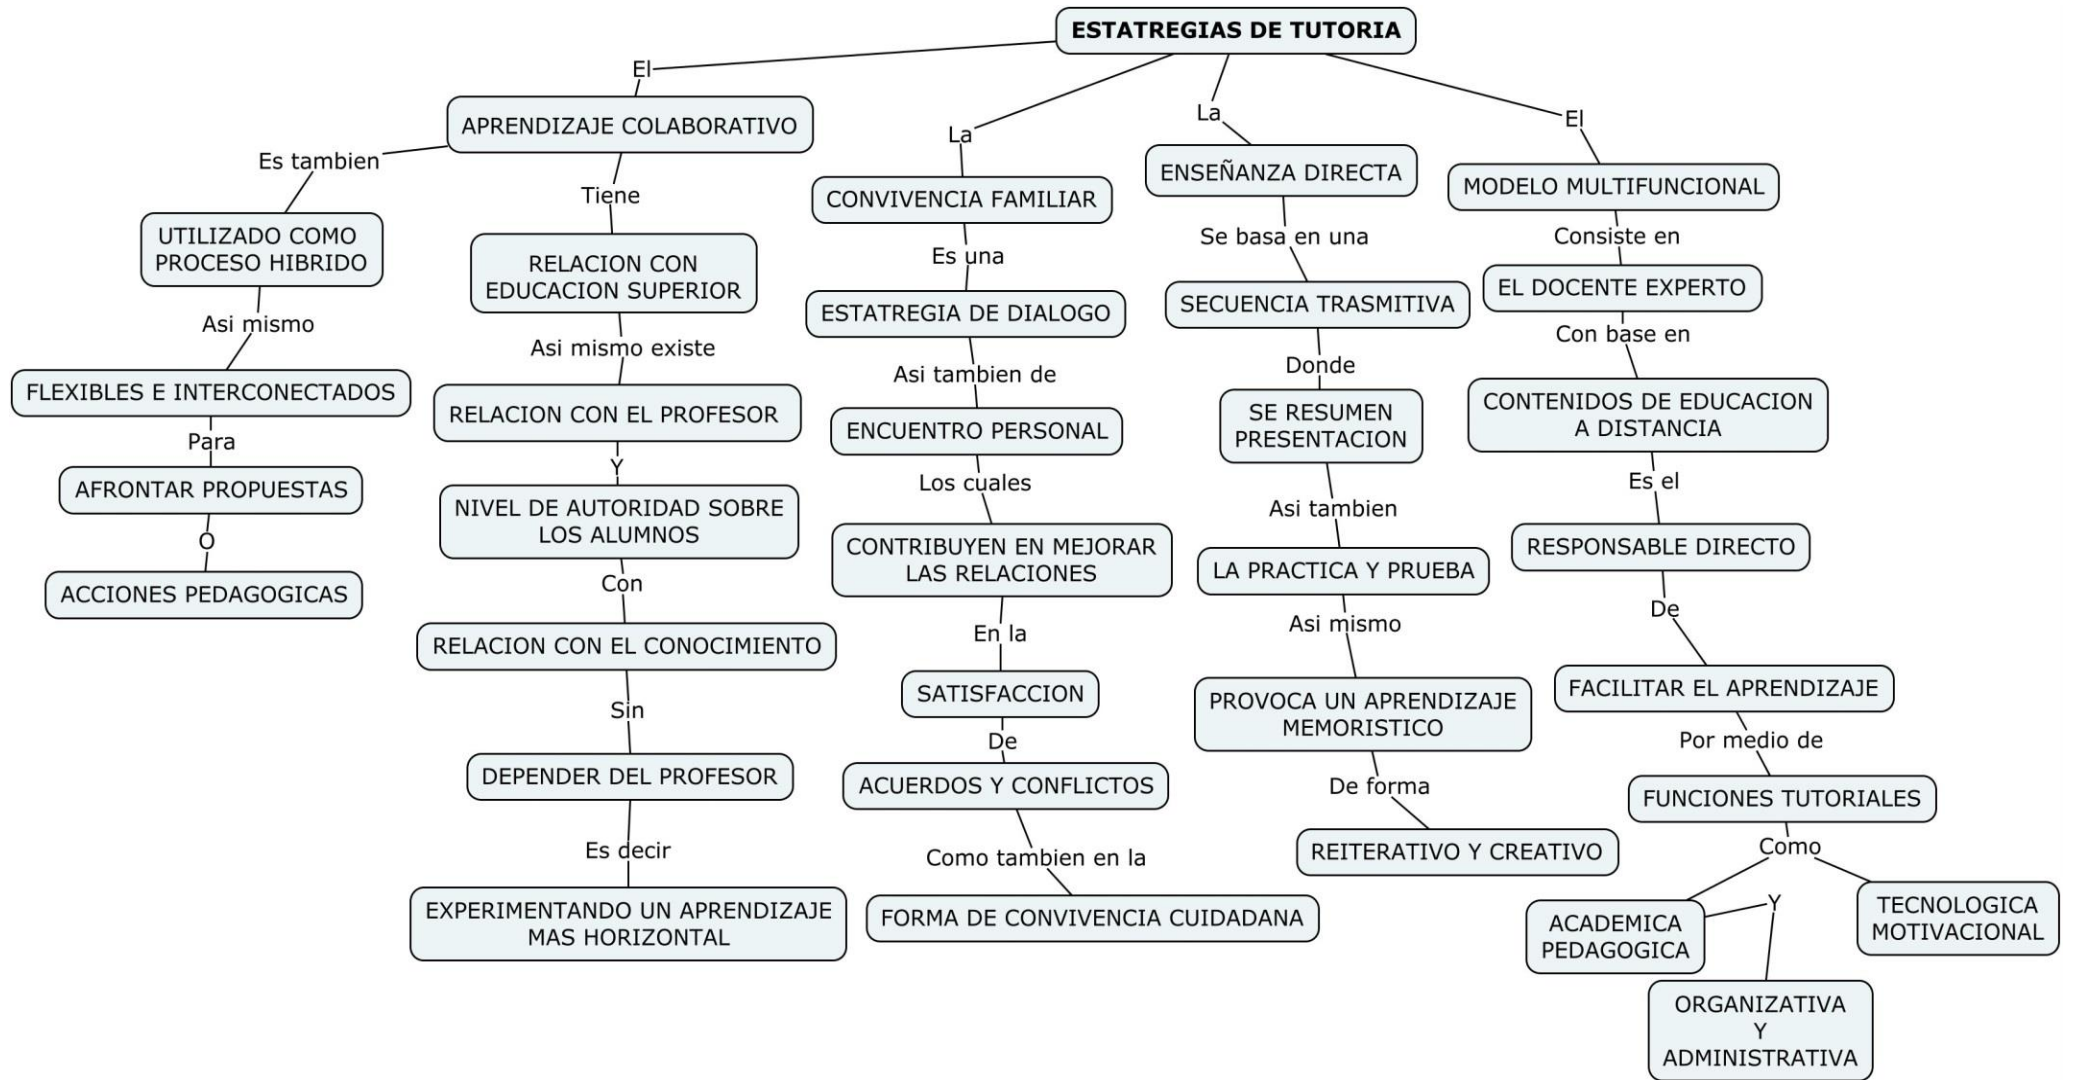 ESTATREGIAS DE TUTORIA
El
APRENDIZAJE COLABORATIVO
Es tambien
UTILIZADO COMO
PROCESO HIBRIDO
Asi mismo
FLEXIBLES E INTERCONECTADOS
Para
AFRONTAR PROPUESTAS
O
ACCIONES PEDAGOGICAS
Tiene
RELACION CON
EDUCACION SUPERIOR
Asi mismo existe
RELACION CON EL PROFESOR
Y
NIVEL DE AUTORIDAD SOBRE
LOS ALUMNOS
Con
RELACION CON EL CONOCIMIENTO
Sin
DEPENDER DEL PROFESOR
Es decir
EXPERIMENTANDO UN APRENDIZAJE
MAS HORIZONTAL
La
CONVIVENCIA FAMILIAR
Es una
ESTATREGIA DE DIALOGO
Asi tambien de
ENCUENTRO PERSONAL
Los cuales
CONTRIBUYEN EN MEJORAR
LAS RELACIONES
En la
SATISFACCION
De
ACUERDOS Y CONFLICTOS
Como tambien en la
FORMA DE CONVIVENCIA CUIDADANA
La
ENSEÑANZA DIRECTA
Se basa en una
SECUENCIA TRASMITIVA
Donde
SE RESUMEN
PRESENTACION
Asi tambien
LA PRACTICA Y PRUEBA
Asi mismo
PROVOCA UN APRENDIZAJE
MEMORISTICO
De forma
REITERATIVO Y CREATIVO
El
MODELO MULTIFUNCIONAL
Consiste en
EL DOCENTE EXPERTO
Con base en
CONTENIDOS DE EDUCACION
A DISTANCIA
Es el
RESPONSABLE DIRECTO
De
FACILITAR EL APRENDIZAJE
Por medio de
FUNCIONES TUTORIALES
Como
ACADEMICA
PEDAGOGICA
Y
ORGANIZATIVA
Y
ADMINISTRATIVA
TECNOLOGICA
MOTIVACIONAL